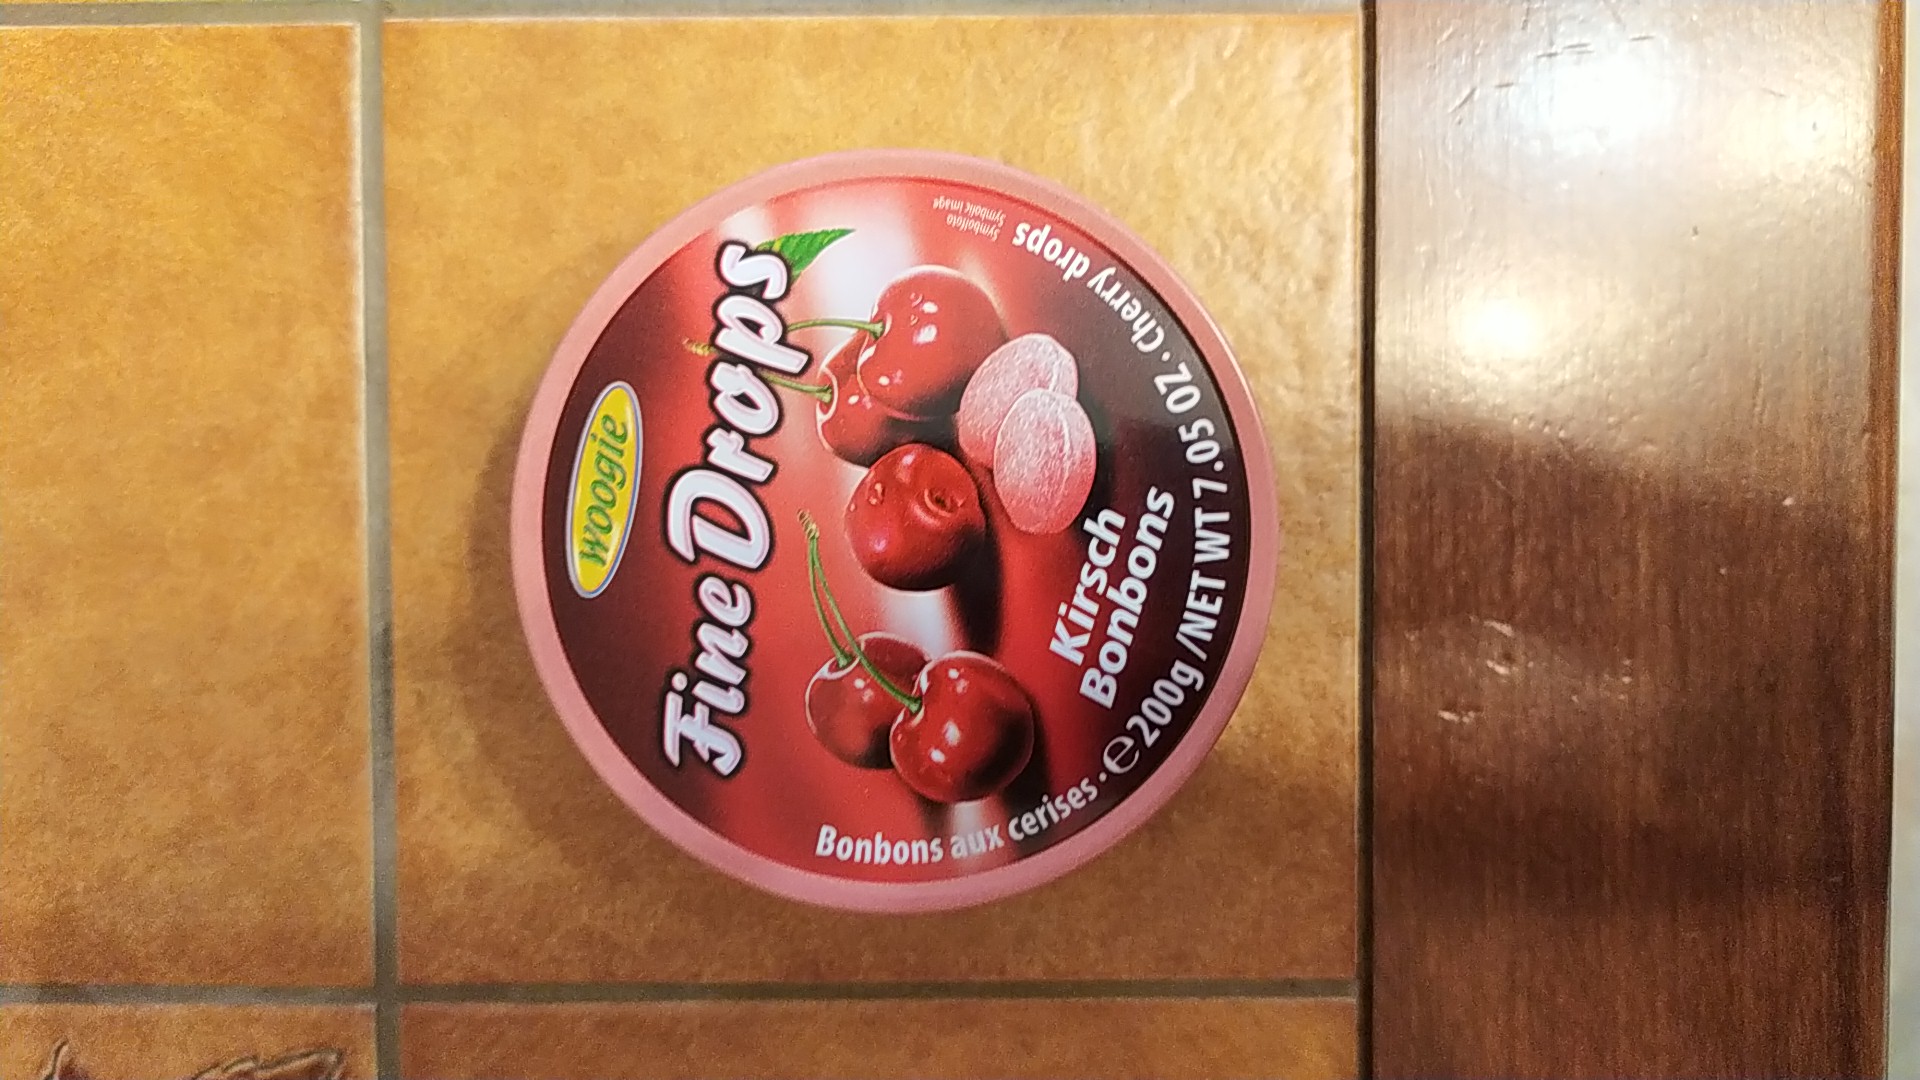 woogie
Fine Drops
Kirsch
Bonbons
Bonbons aux cerises · ℮ 200g / NET WT 7.05 OZ. · Cherry drops
Symbolfoto
Symbolic image